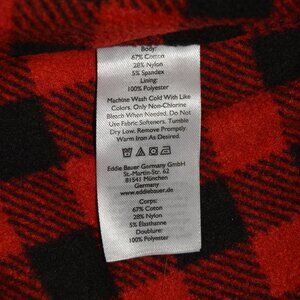 Body:
67% Cotton
28% Nylon
5% Spandex
Lining:
100% Polyester
Machine Wash Cold With Like
Colors. Only Non-Chlorine
Bleach When Needed. Do Not
Use Fabric Softeners. Tumble
Dry Low. Remove Promptly
Warm Iron If Needed.
Eddie Bauer Germany GmbH
St.-Martin-Str. 62
81541 München
Germany
www.eddiebauer.de
Corps:
67% Coton
28% Nylon
5% Élasthanne
Doublure:
100% Polyester